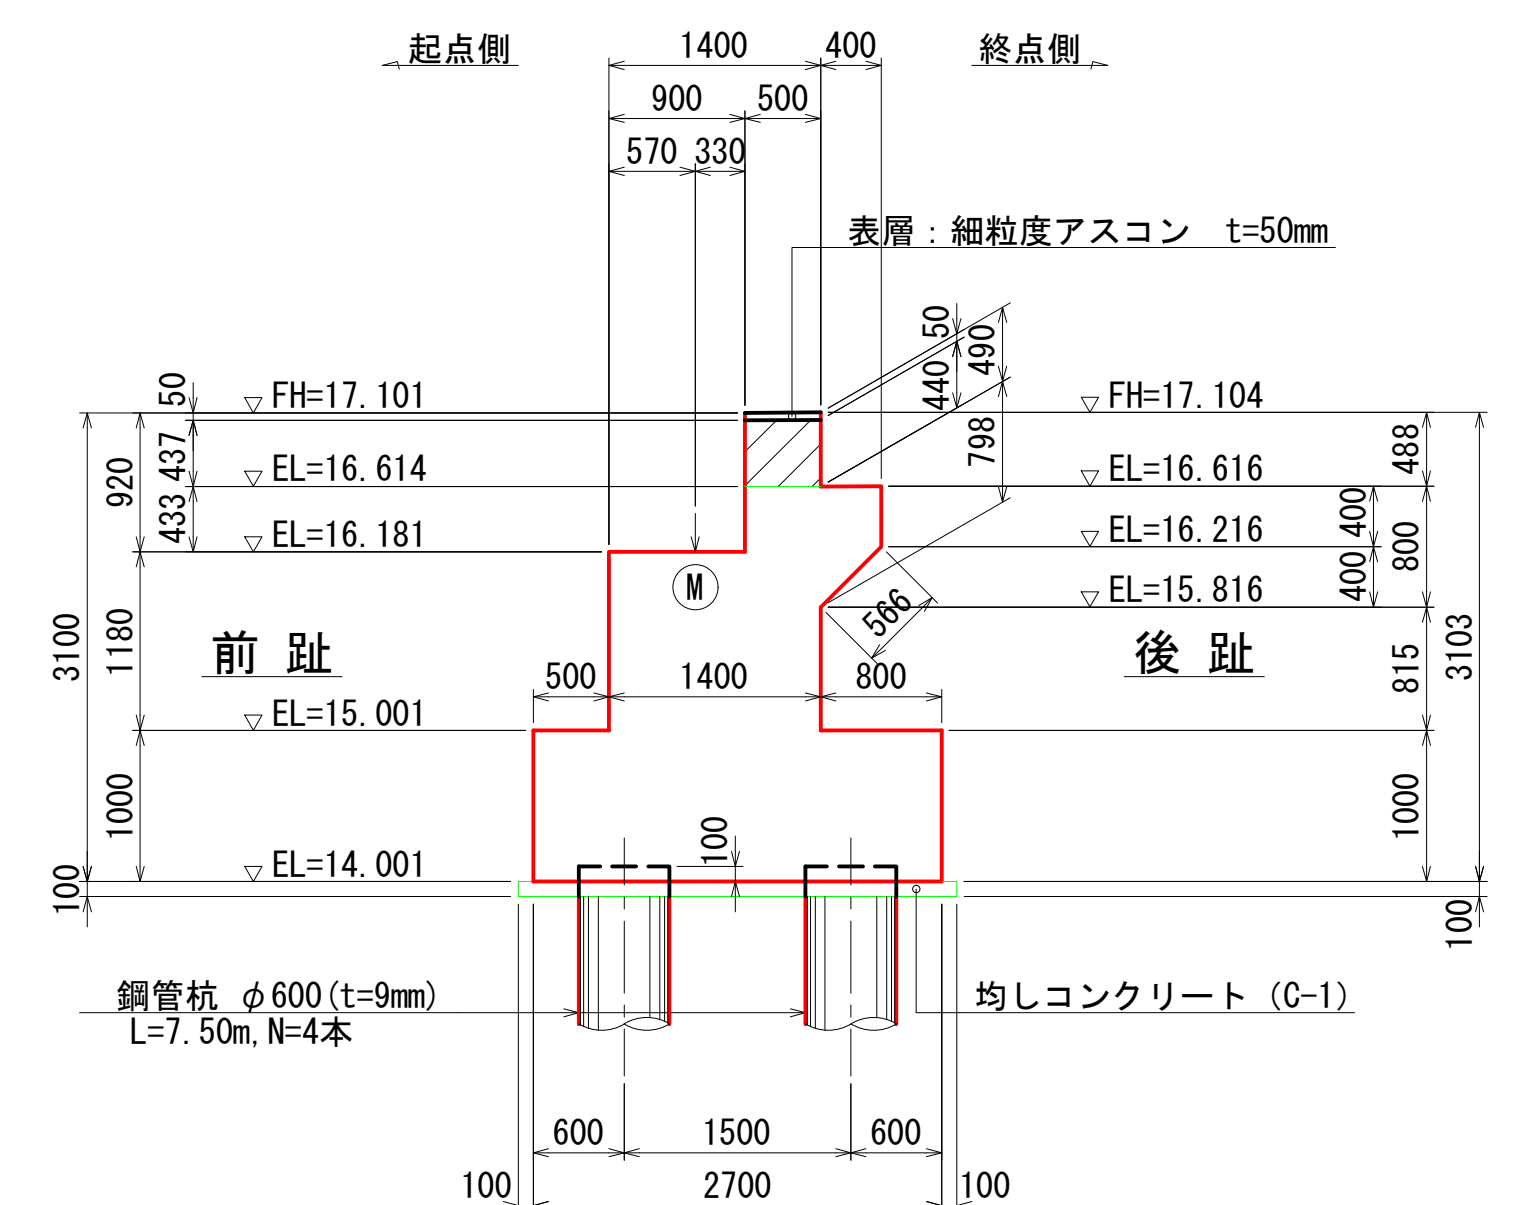 起点側
1400
400
終点側
900
500
570
330
表層：細粒度アスコン　t=50mm
50
490
440
798
50
437
433
920
1180
3100
1000
100
FH=17.101
EL=16.614
EL=16.181
EL=15.001
EL=14.001
FH=17.104
EL=16.616
EL=16.216
EL=15.816
488
400
400
800
815
3103
1000
100
M
566
前 趾
後 趾
500
1400
800
100
鋼管杭　φ600(t=9mm)
L=7.50m,N=4本
均しコンクリート (C-1)
600
1500
600
100
2700
100